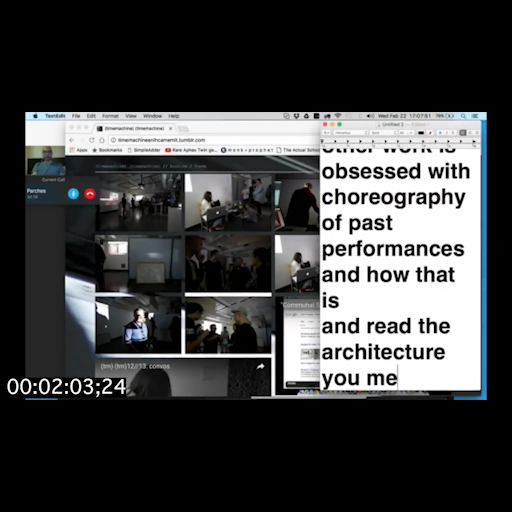 TextEdit File Edit Format View Window Help
Wed Feb 22 17:07:51
(timemachine) (timemachine)
timemachineenihcamemit.tumblr.com
Apps Bookmarks SimpleAdder Rare Aphex Twin The Actual School
Current Call
Parches
Untitled 2
other work is
obsessed with
choreography
of past
performances
and how that
is
and read the
architecture
you me
"Communal
(tm) (tm)12//13: convos
00:02:03;24